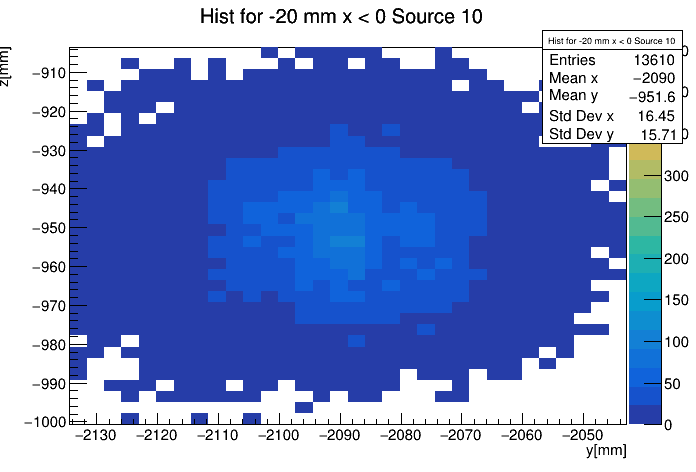 Hist for -20 mm x < 0 Source 10
z[mm]
Hist for -20 mm x < 0 Source 10
Entries 13610
Mean x −2090
Mean y −951.6
Std Dev x 16.45
Std Dev y 15.71
−910
−920
−930
−940
−950
−960
−970
−980
−990
−1000
300
250
200
150
100
50
0
−2130 −2120 −2110 −2100 −2090 −2080 −2070 −2060 −2050
y[mm]